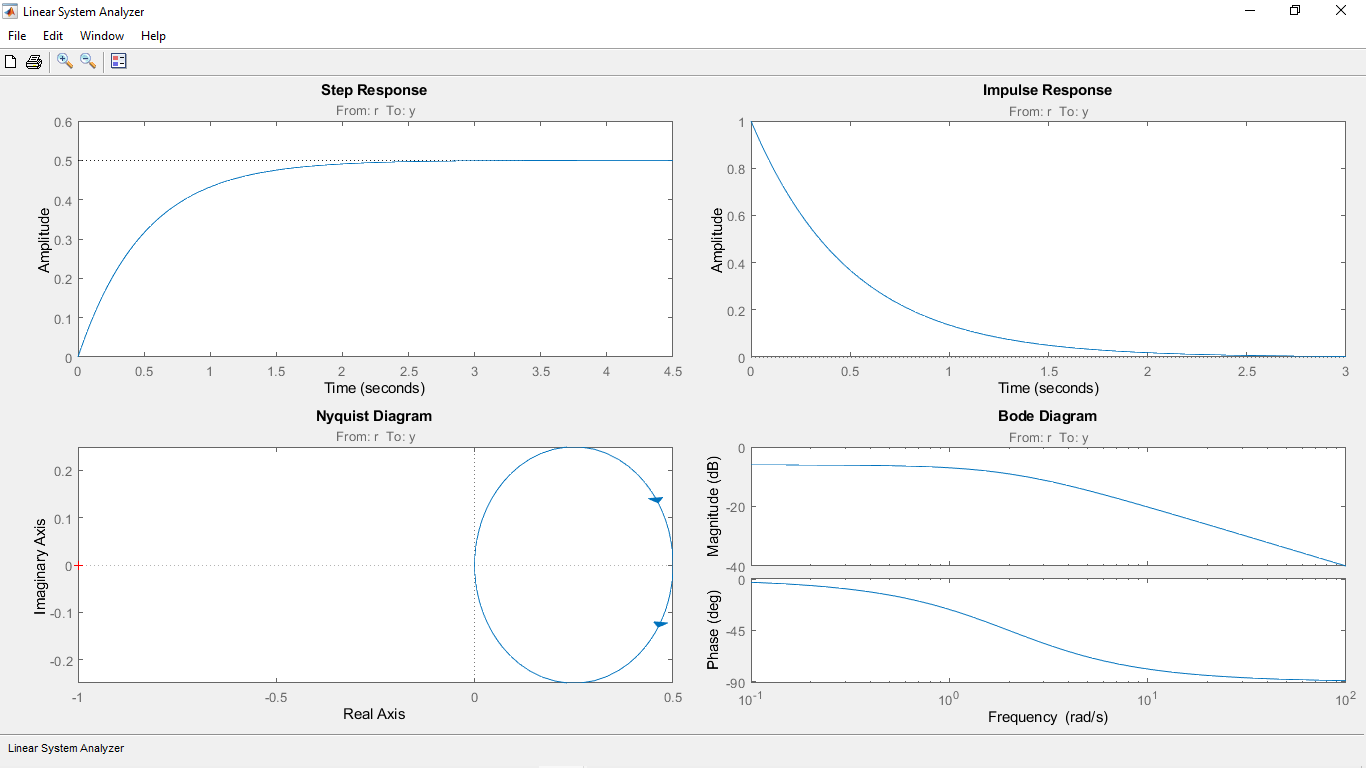 Linear System Analyzer
File Edit Window Help
Step Response
From: r To: y
0.6
0.5
0.4
0.3
0.2
0.1
0
Amplitude
0 0.5 1 1.5 2 2.5 3 3.5 4 4.5
Time (seconds)
Impulse Response
From: r To: y
1
0.8
0.6
0.4
0.2
0
Amplitude
0 0.5 1 1.5 2 2.5 3
Time (seconds)
Nyquist Diagram
From: r To: y
0.2
0.1
0
-0.1
-0.2
Imaginary Axis
-1 -0.5 0 0.5
Real Axis
Bode Diagram
From: r To: y
0
-20
-40
Magnitude (dB)
0
-45
-90
Phase (deg)
10⁻¹ 10⁰ 10¹ 10²
Frequency (rad/s)
Linear System Analyzer